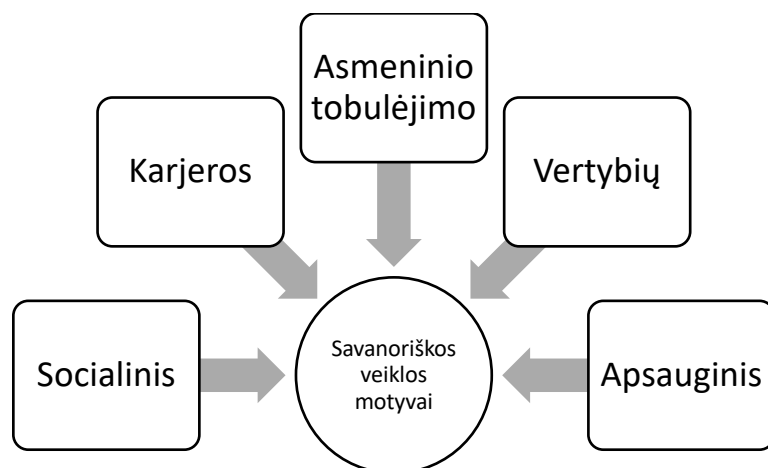 Asmeninio
tobulėjimo
Karjeros
Vertybių
Socialinis
Savanoriškos
veiklos
motyvai
Apsauginis